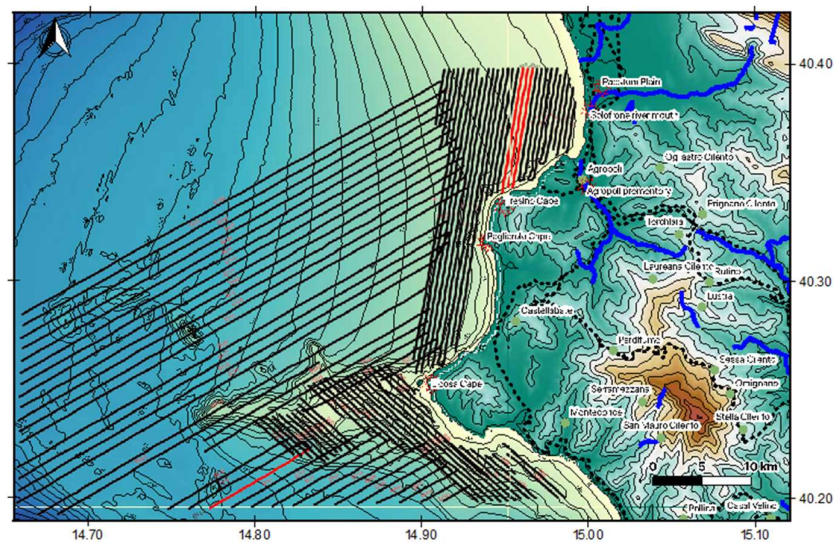 40.40
Paestum Plain
Solofrone river mouth
Ogliastro Cilento
Agropoli
Agropoli promontory
Tresino Cape
Prignano Cilento
Torchiara
Pagliarolo Cape
Laureana Cilento
Rutino
40.30
Lustra
Castellabate
Perdifumo
Sessa Cilento
Licosa Cape
Serramezzana
Omignano
Montecorice
San Mauro Cilento
Stella Cilento
0 5 10 km
40.20
Pollica
Casal Velino
14.70 14.80 14.90 15.00 15.10